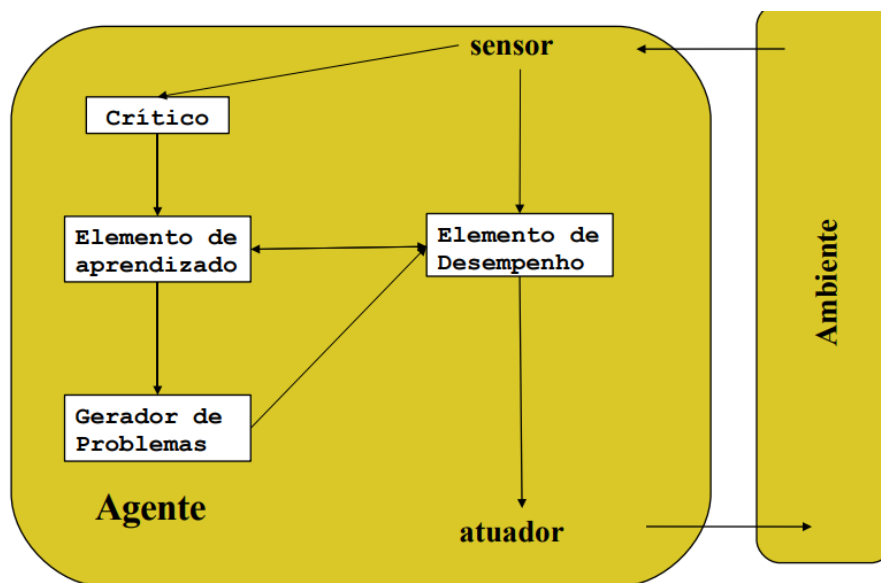 sensor
Crítico
Elemento de
aprendizado
Elemento de
Desempenho
Ambiente
Gerador de
Problemas
Agente
atuador